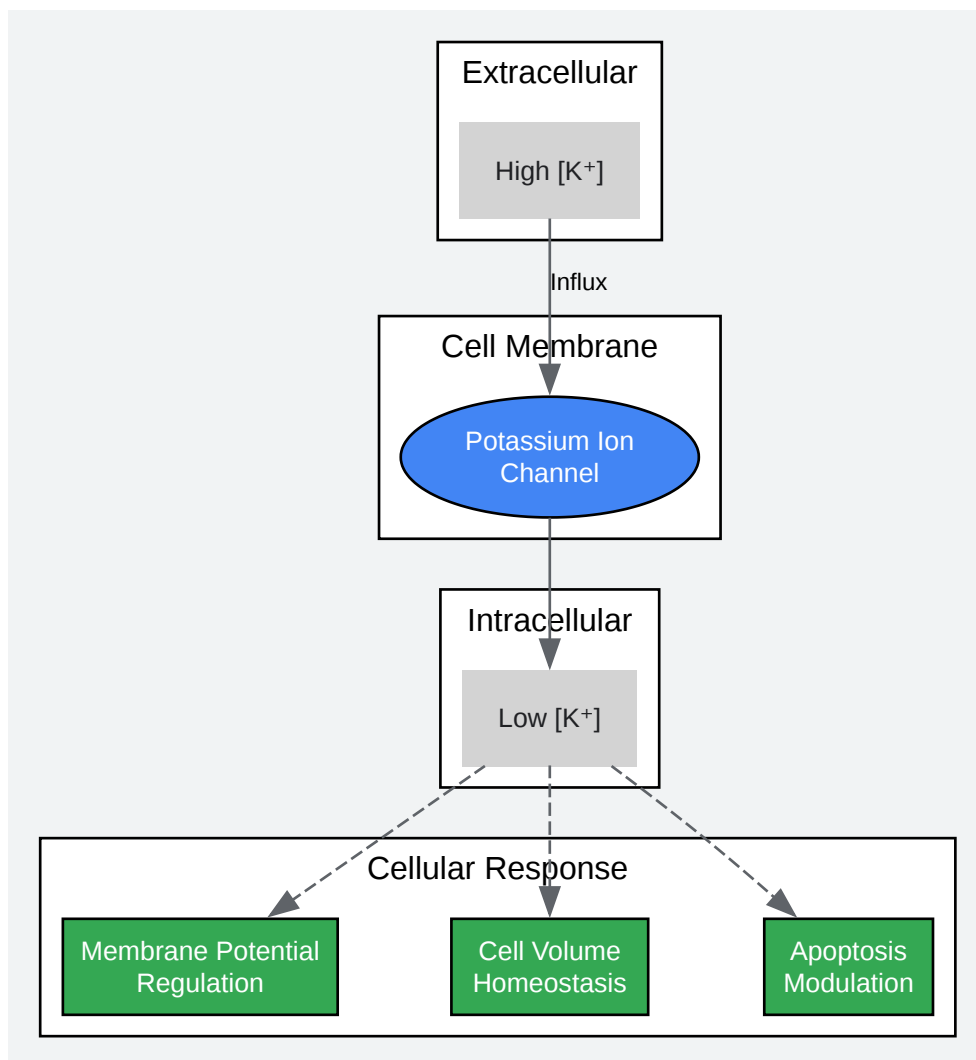 Extracellular
High [K⁺]
Influx
Cell Membrane
Potassium Ion
Channel
Intracellular
Low [K⁺]
Cellular Response
Membrane Potential
Regulation
Cell Volume
Homeostasis
Apoptosis
Modulation